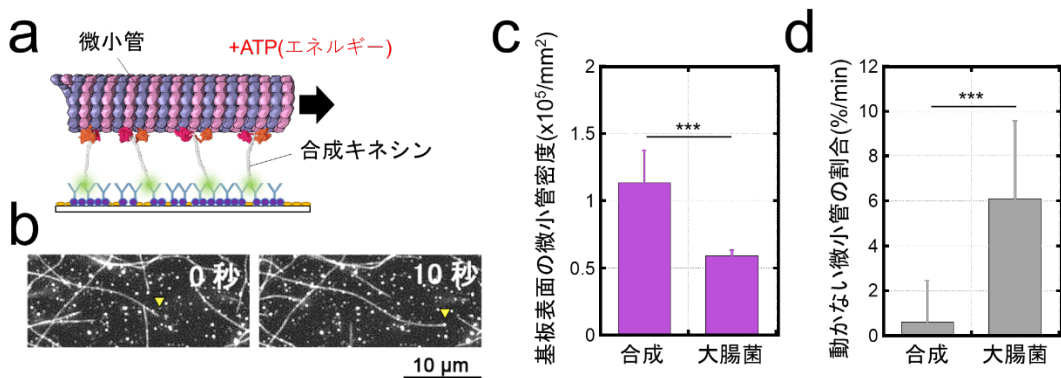 a
微小管
+ATP(エネルギー)
合成キネシン
b
0 秒
10 秒
10 µm
c
基板表面の微小管密度(x10⁵/mm²)
2
1.5
1
0.5
0
***
合成
大腸菌
d
動かない微小管の割合(%/min)
12
10
8
6
4
2
0
***
合成
大腸菌